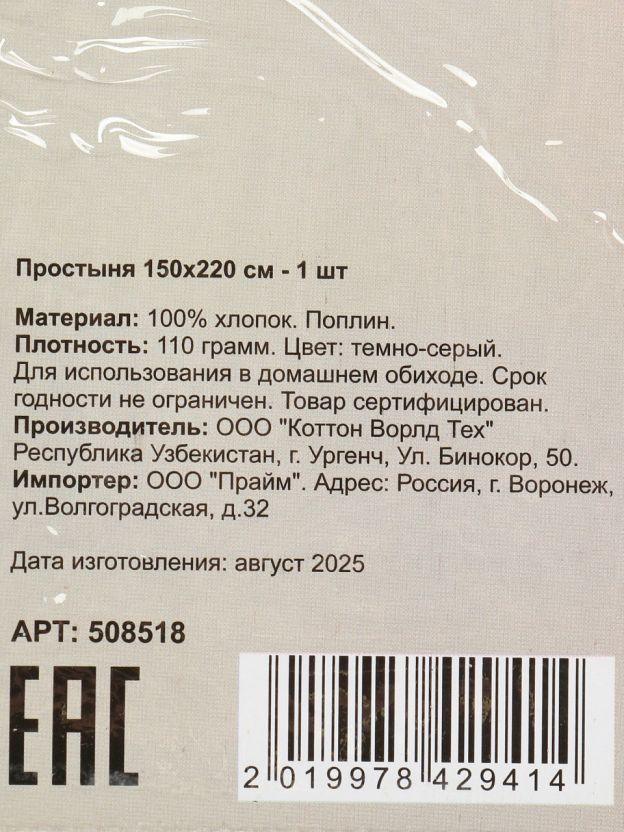 Простыня 150х220 см - 1 шт
Материал: 100% хлопок. Поплин.
Плотность: 110 грамм. Цвет: темно-серый.
Для использования в домашнем обиходе. Срок
годности не ограничен. Товар сертифицирован.
Производитель: ООО "Коттон Ворлд Тех"
Республика Узбекистан, г. Ургенч, Ул. Бинокор, 50.
Импортер: ООО "Прайм". Адрес: Россия, г. Воронеж,
ул.Волгоградская, д.32
Дата изготовления: август 2025
АРТ: 508518
EAC
2 019978 429414